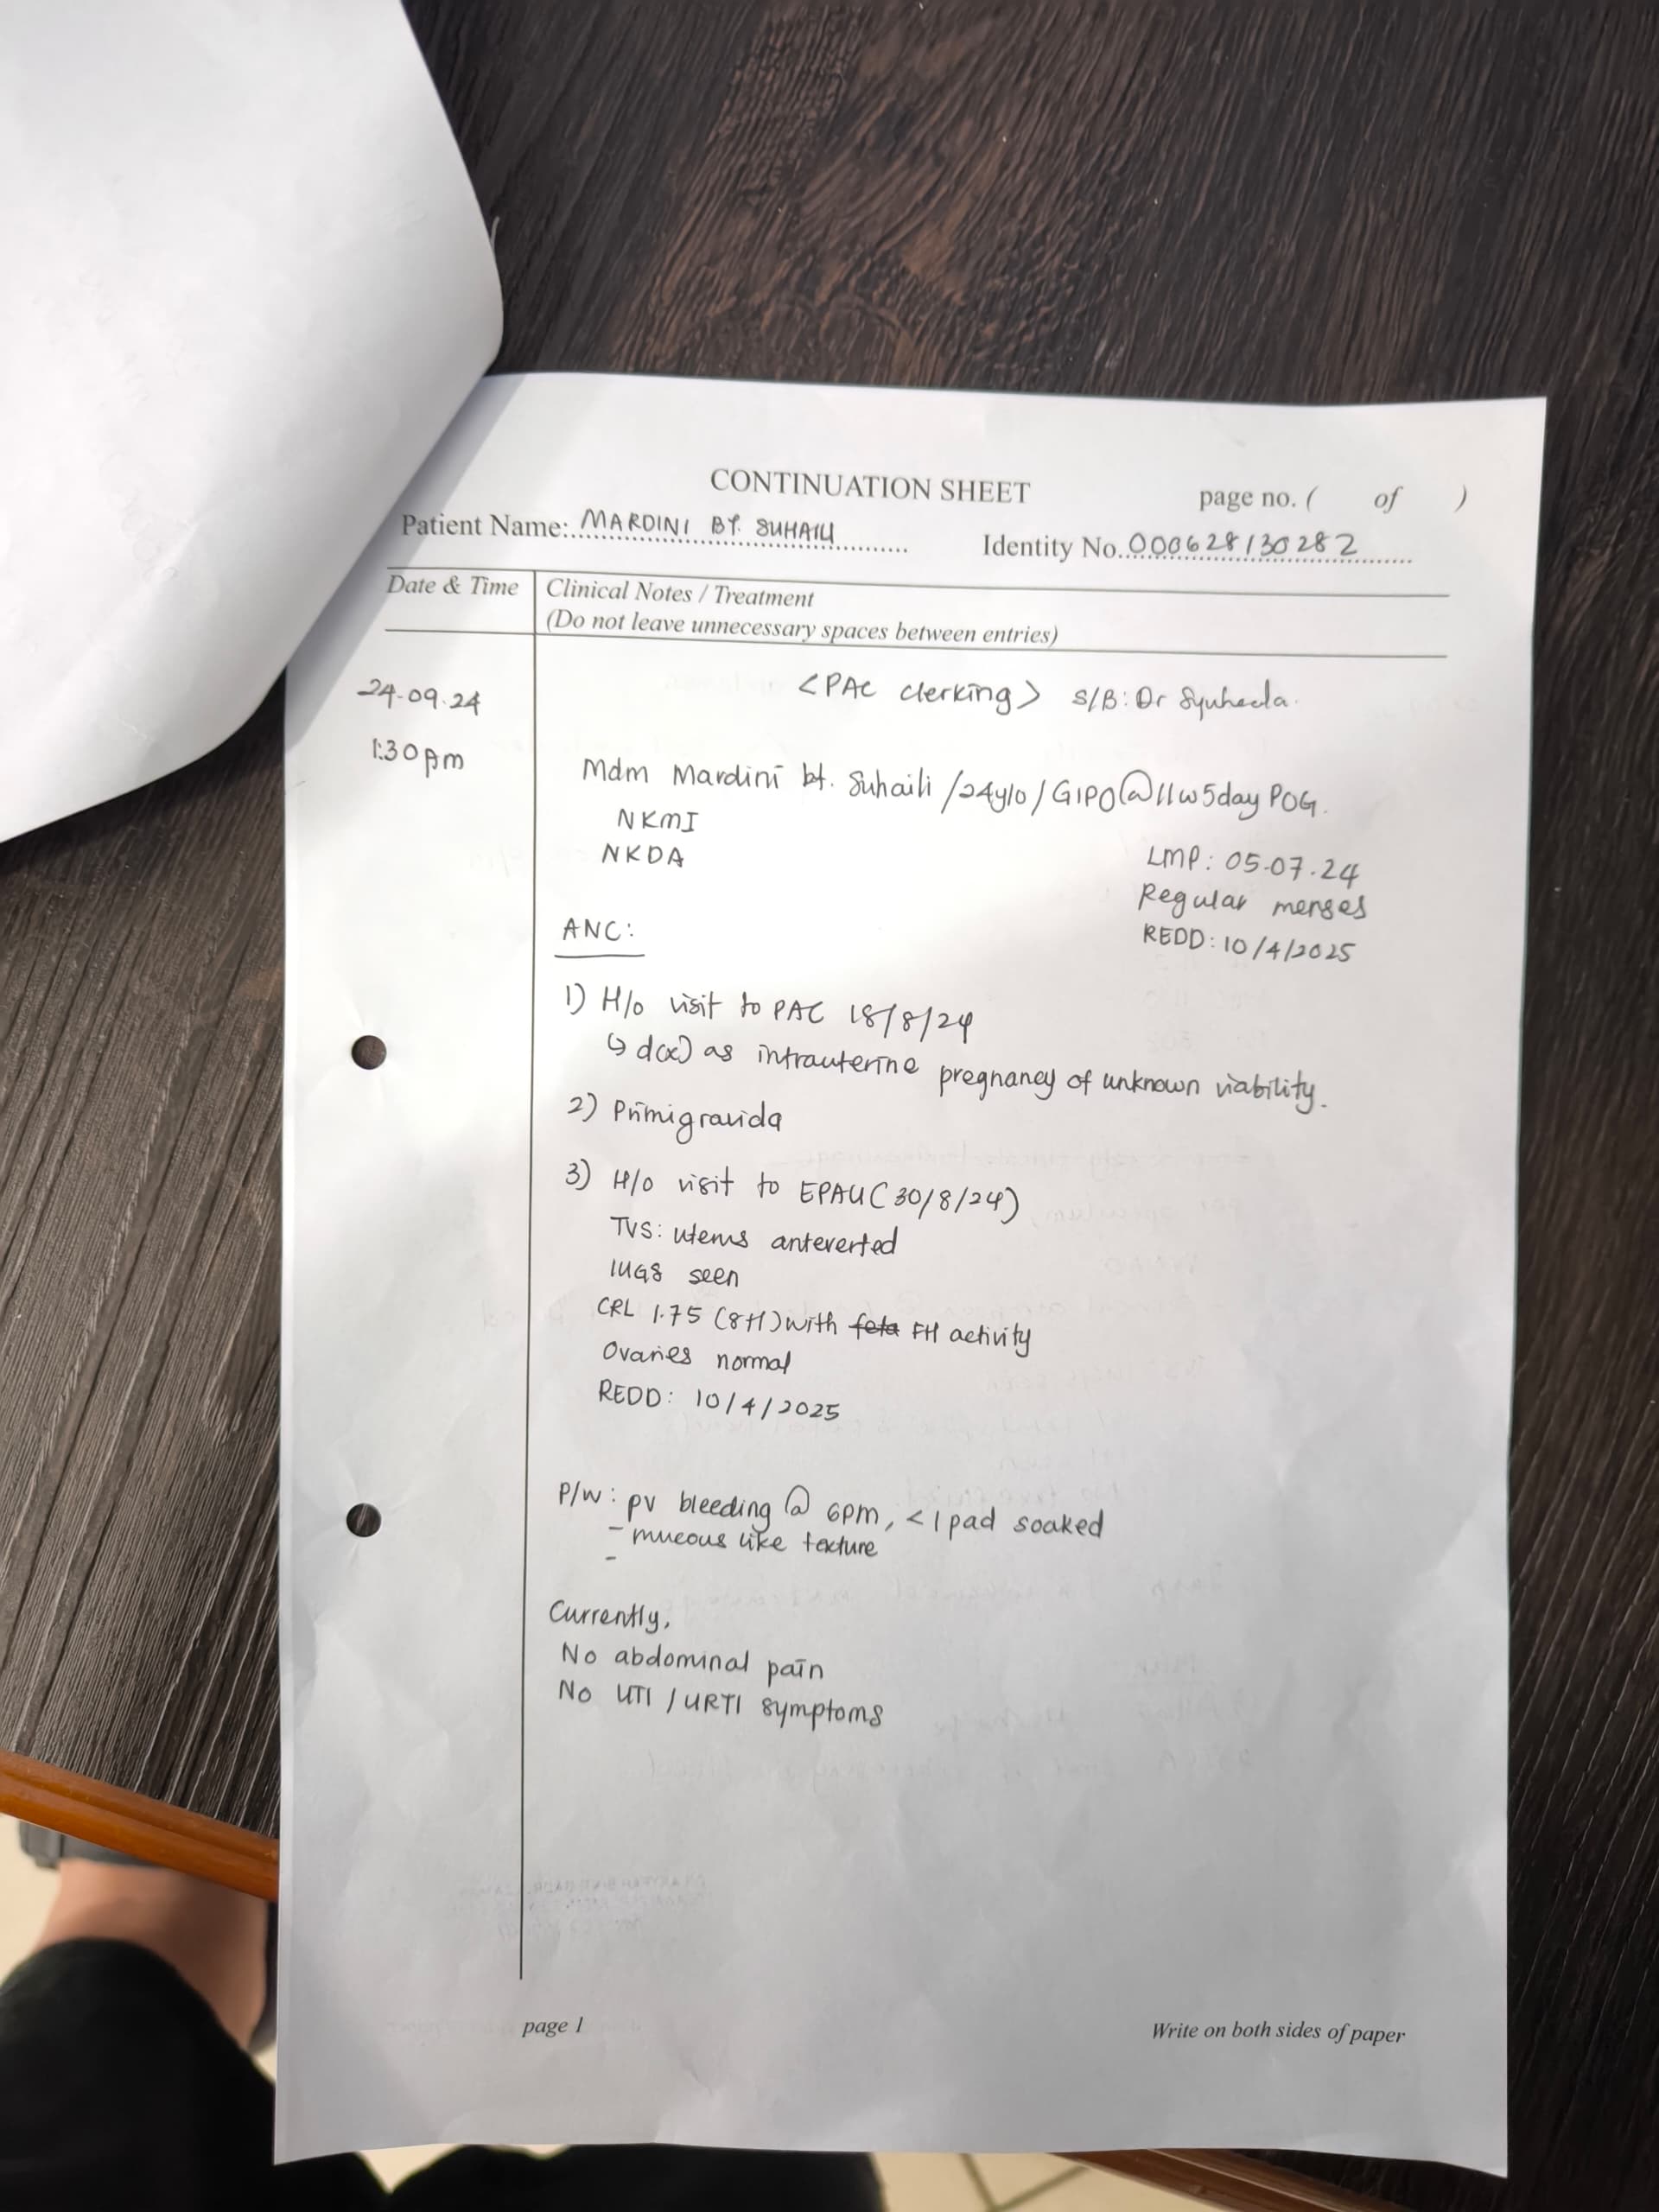 CONTINUATION SHEET
page no. ( of )
Patient Name: MARDINI BT. SUHAILI
Identity No. 000628130282
Date & Time
Clinical Notes / Treatment
(Do not leave unnecessary spaces between entries)
24.09.24
<PAC clerking> S/B: Dr Syuhada.
1:30pm
Mdm Mardini bt. Suhaili /24y/o/ G1P0 @ 11w5day POG.
NKMI
NKDA
LMP: 05.07.24
Regular menses
REDD: 10/4/2025
ANC:
1) H/o visit to PAC 18/8/24
↳ d(x) as intrauterine pregnancy of unknown viability.
2) Primigravida
3) H/o visit to EPAU (30/8/24)
TVS: uterus anteverted
IUGS seen
CRL 1.75 (8+1) with feta FH activity
Ovaries normal
REDD: 10/4/2025
P/W: pv bleeding @ 6pm, <1 pad soaked
- mucous like texture
-
Currently,
No abdominal pain
No UTI / URTI symptoms
page 1
Write on both sides of paper